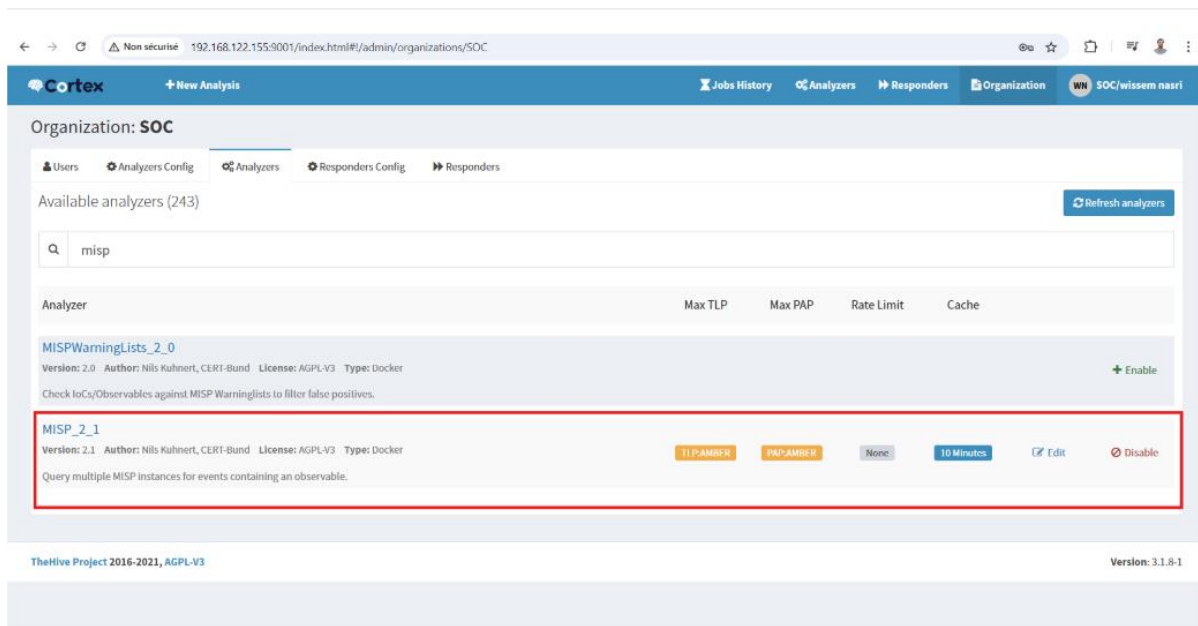 Non sécurisé 192.168.122.155:9001/index.html#!/admin/organizations/SOC
Cortex + New Analysis Jobs History Analyzers Responders Organization WN SOC/wissem nasri
Organization: SOC
Users Analyzers Config Analyzers Responders Config Responders
Available analyzers (243) Refresh analyzers
misp
Analyzer Max TLP Max PAP Rate Limit Cache
MISPWarningLists_2_0
Version: 2.0 Author: Nils Kuhnert, CERT-Bund License: AGPL-V3 Type: Docker
+ Enable
Check IoCs/Observables against MISP Warninglists to filter false positives.
MISP_2_1
Version: 2.1 Author: Nils Kuhnert, CERT-Bund License: AGPL-V3 Type: Docker
TLP:AMBER PAP:AMBER None 10 Minutes Edit Disable
Query multiple MISP instances for events containing an observable.
TheHive Project 2016-2021, AGPL-V3 Version: 3.1.8-1